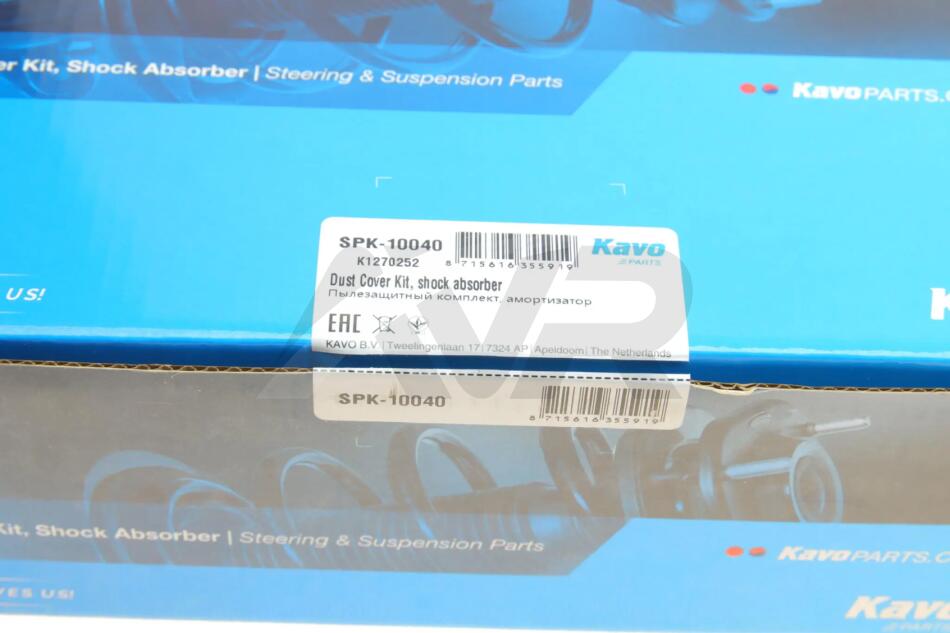 er Kit, Shock Absorber | Steering & Suspension Parts
KavoPARTS.C
SPK-10040
K1270252
8 715616 355919
Kavo
PARTS
Dust Cover Kit, shock absorber
Пылезащитный комплект, амортизатор
US!
EAC
KAVO B.V. | Tweelingenlaan 17 | 7324 AP | Apeldoorn | The Netherlands
AVR
SPK-10040
8 715616 355919
Kit, Shock Absorber | Steering & Suspension Parts
KavoPARTS.C
VES US!
Kavo
PARTS